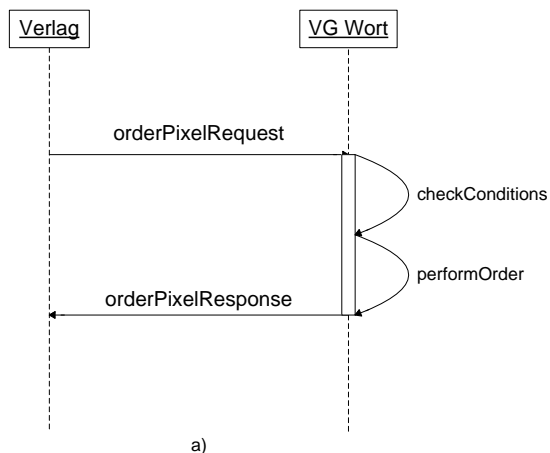 Verlag
VG Wort
orderPixelRequest
checkConditions
performOrder
orderPixelResponse
a)